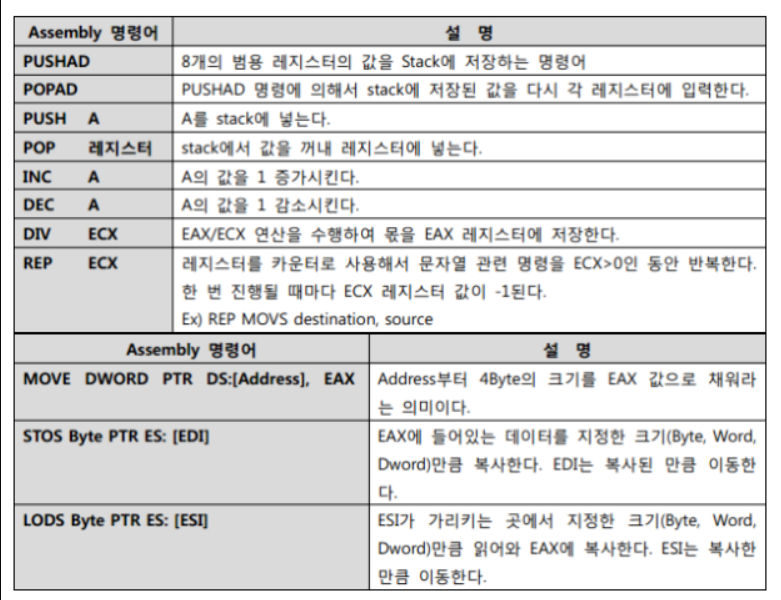 Assembly 명령어 설 명
PUSHAD 8개의 범용 레지스터의 값을 Stack에 저장하는 명령어
POPAD PUSHAD 명령에 의해서 stack에 저장된 값을 다시 각 레지스터에 입력한다.
PUSH A A를 stack에 넣는다.
POP 레지스터 stack에서 값을 꺼내 레지스터에 넣는다.
INC A A의 값을 1 증가시킨다.
DEC A A의 값을 1 감소시킨다.
DIV ECX EAX/ECX 연산을 수행하여 몫을 EAX 레지스터에 저장한다.
REP ECX 레지스터를 카운터로 사용해서 문자열 관련 명령을 ECX>0인 동안 반복한다.
한 번 진행될 때마다 ECX 레지스터 값이 -1된다.
Ex) REP MOVS destination, source
Assembly 명령어 설 명
MOVE DWORD PTR DS:[Address], EAX Address부터 4Byte의 크기를 EAX 값으로 채워라
는 의미이다.
STOS Byte PTR ES: [EDI] EAX에 들어있는 데이터를 지정한 크기(Byte, Word,
Dword)만큼 복사한다. EDI는 복사된 만큼 이동한
다.
LODS Byte PTR ES: [ESI] ESI가 가리키는 곳에서 지정한 크기(Byte, Word,
Dword)만큼 읽어와 EAX에 복사한다. ESI는 복사한
만큼 이동한다.